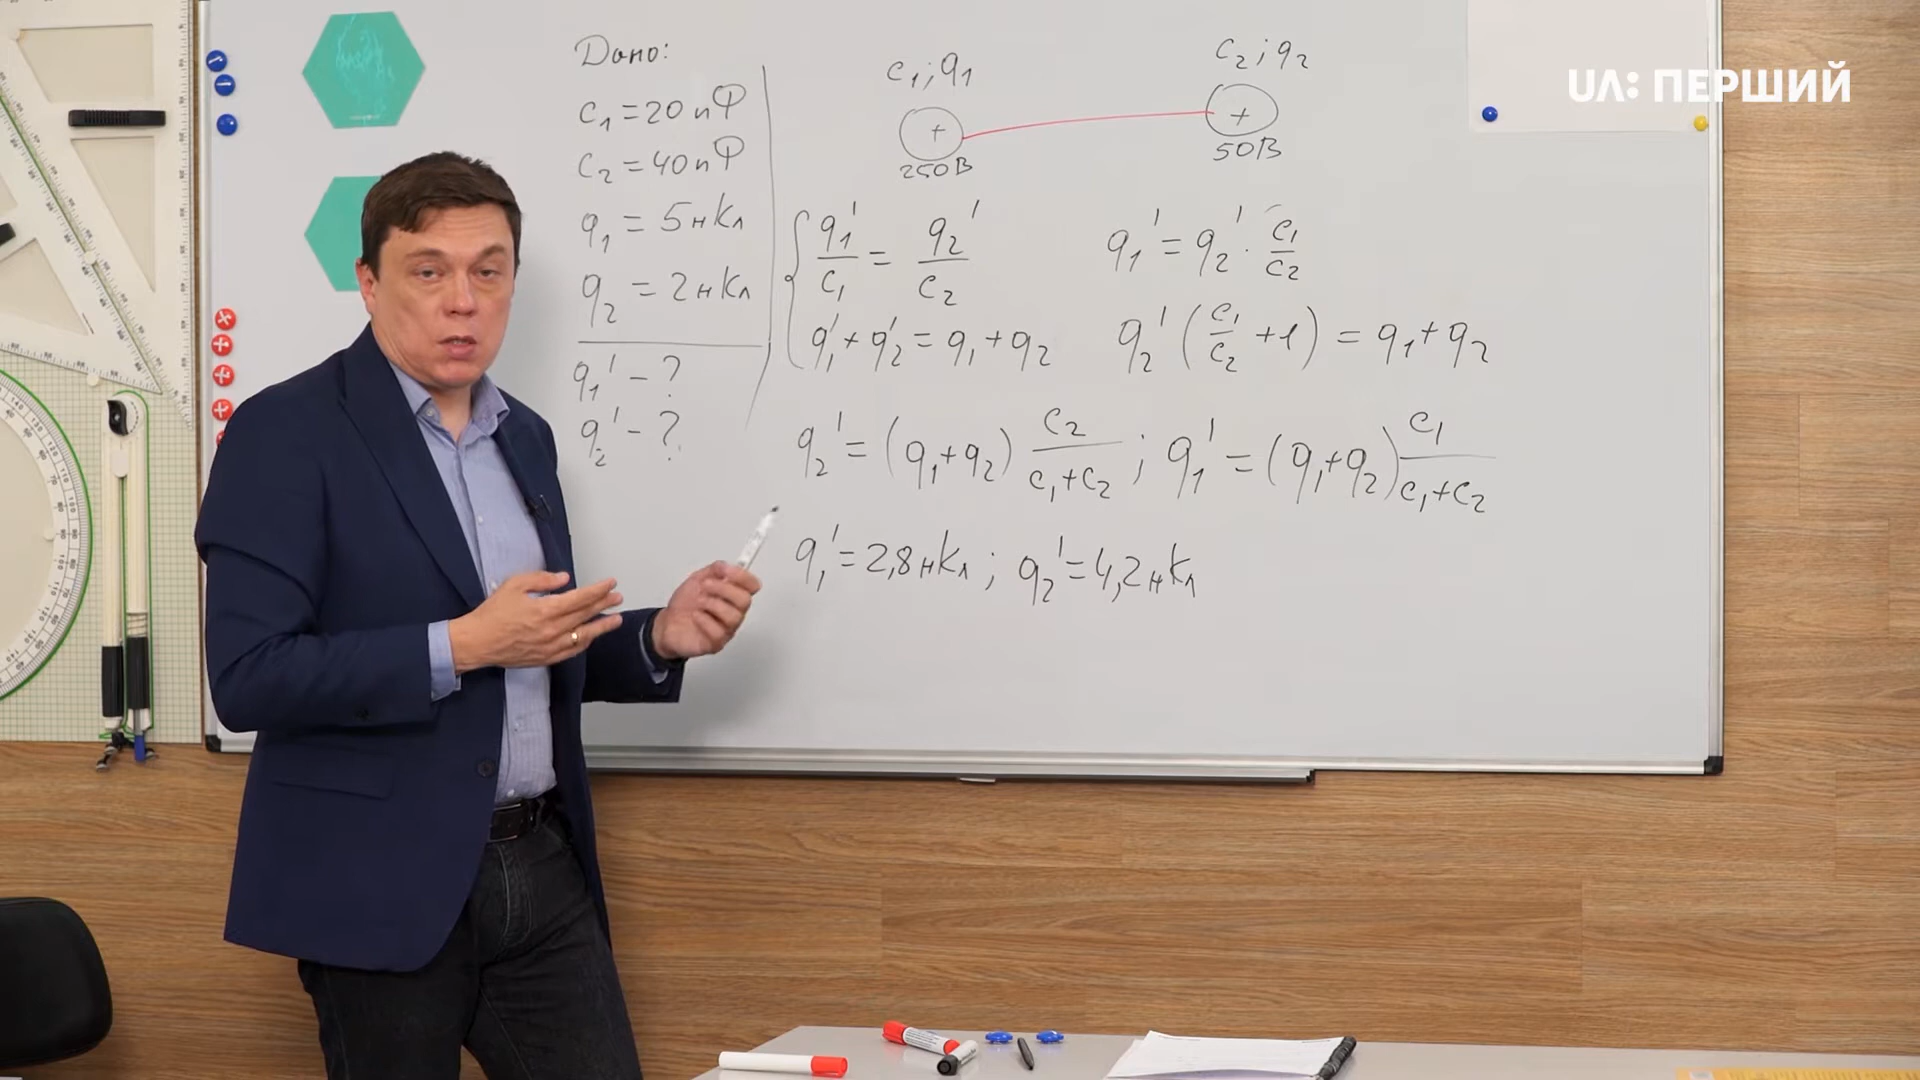 UA: ПЕРШИЙ
Дано:
C₁ = 20 пФ
C₂ = 40 пФ
q₁ = 5 нКл
q₂ = 2 нКл
q₁' - ?
q₂' - ?
C₁; q₁
C₂; q₂
+
+
250В
50В
q₁'/C₁ = q₂'/C₂
q₁' = q₂' · C₁/C₂
q₁' + q₂' = q₁ + q₂
q₂' (C₁/C₂ + 1) = q₁ + q₂
q₂' = (q₁ + q₂) C₂/(C₁ + C₂) ; q₁' = (q₁ + q₂) C₁/(C₁ + C₂)
q₁' = 2,8 нКл ; q₂' = 4,2 нКл